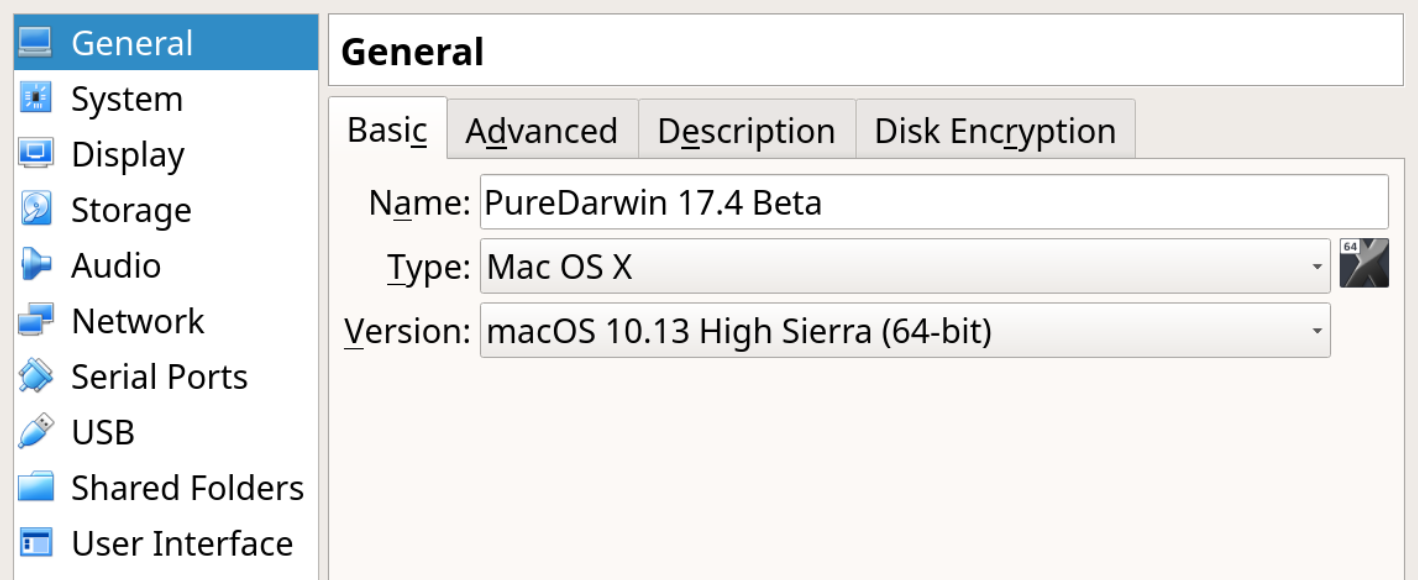 General
System
Display
Storage
Audio
Network
Serial Ports
USB
Shared Folders
User Interface
General
Basic Advanced Description Disk Encryption
Name: PureDarwin 17.4 Beta
Type: Mac OS X 64
Version: macOS 10.13 High Sierra (64-bit)